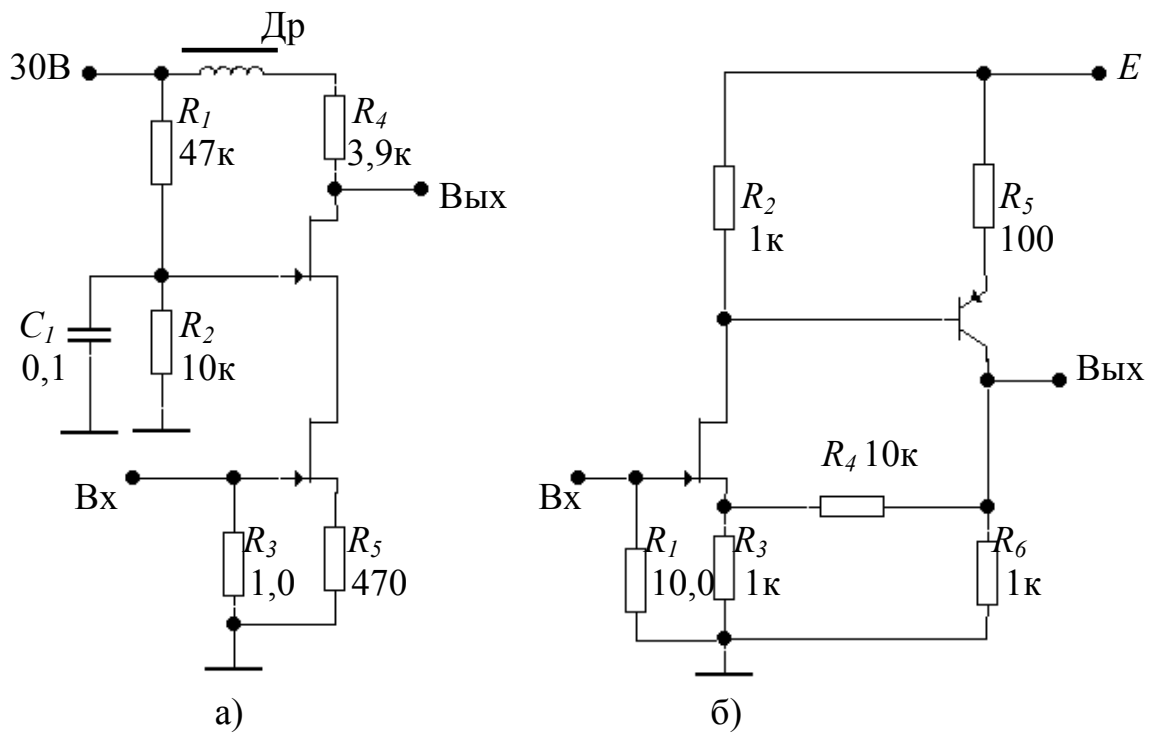 Др
30В
R1
47к
R4
3,9к
Вых
C1
0,1
R2
10к
Вх
R3
1,0
R5
470
а)
E
R2
1к
R5
100
Вых
R4 10к
Вх
R1
10,0
R3
1к
R6
1к
б)